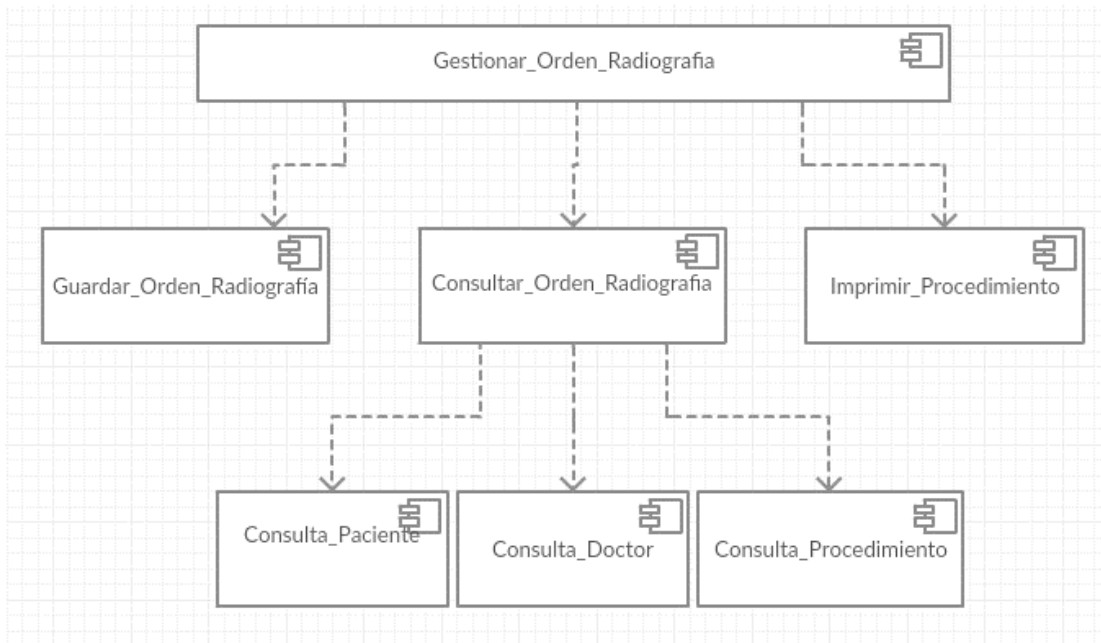 Gestionar_Orden_Radiografia
Guardar_Orden_Radiografía
Consultar_Orden_Radiografia
Imprimir_Procedimiento
Consulta_Paciente
Consulta_Doctor
Consulta_Procedimiento